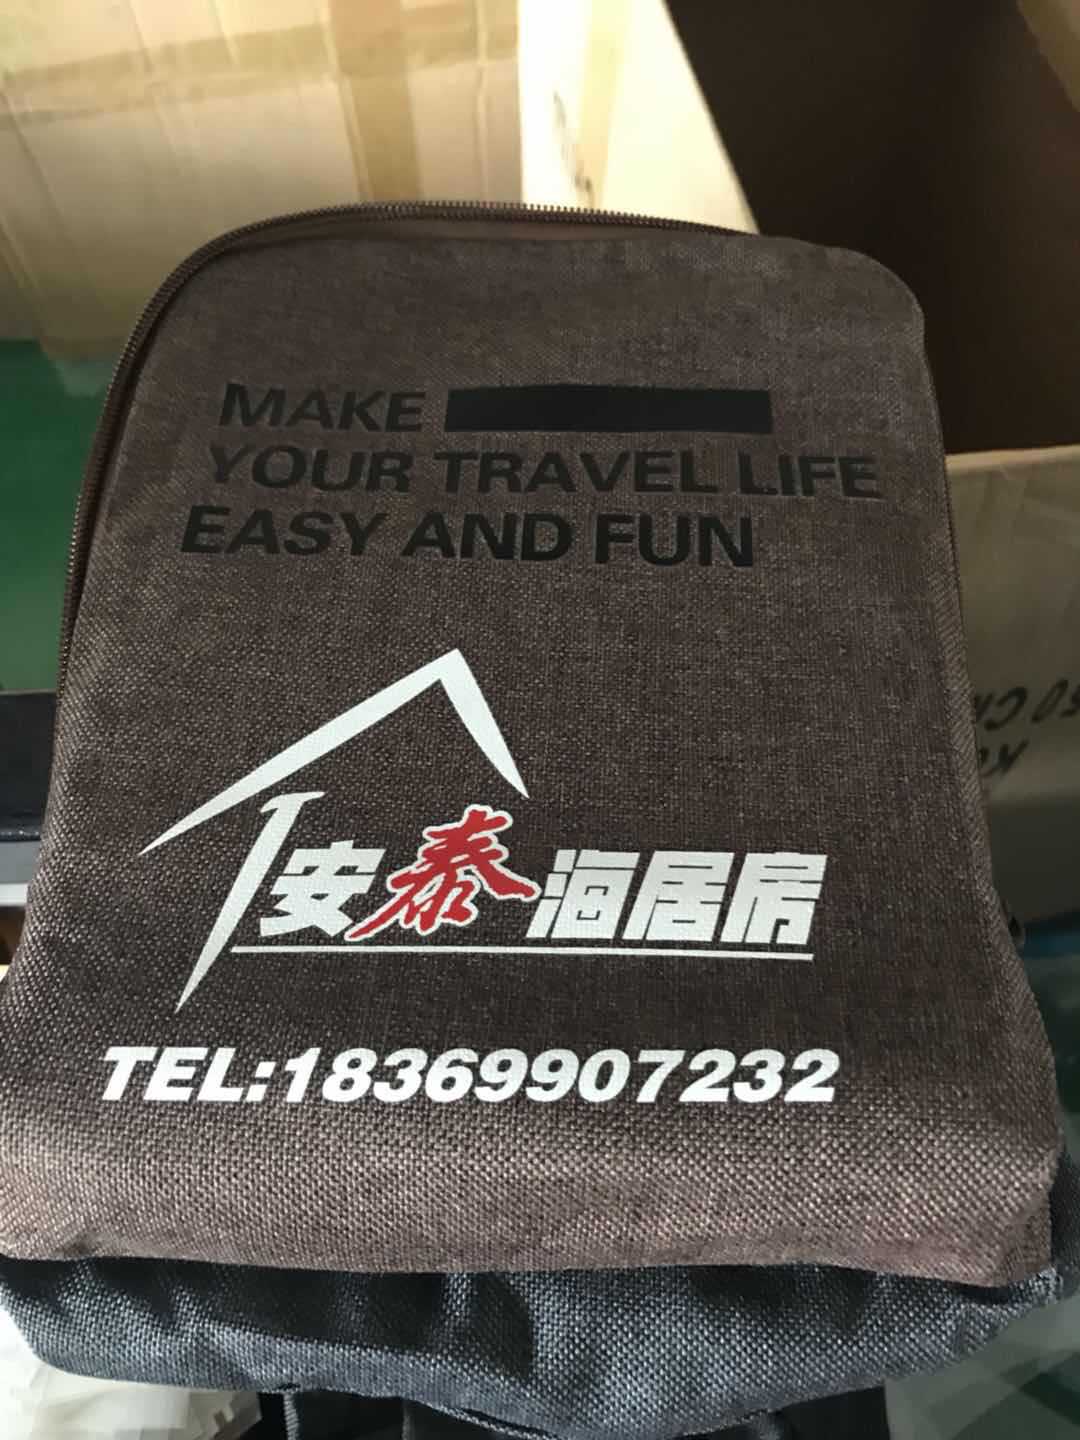 MAKE
YOUR TRAVEL LIFE
EASY AND FUN
安泰海居房
TEL:18369907232